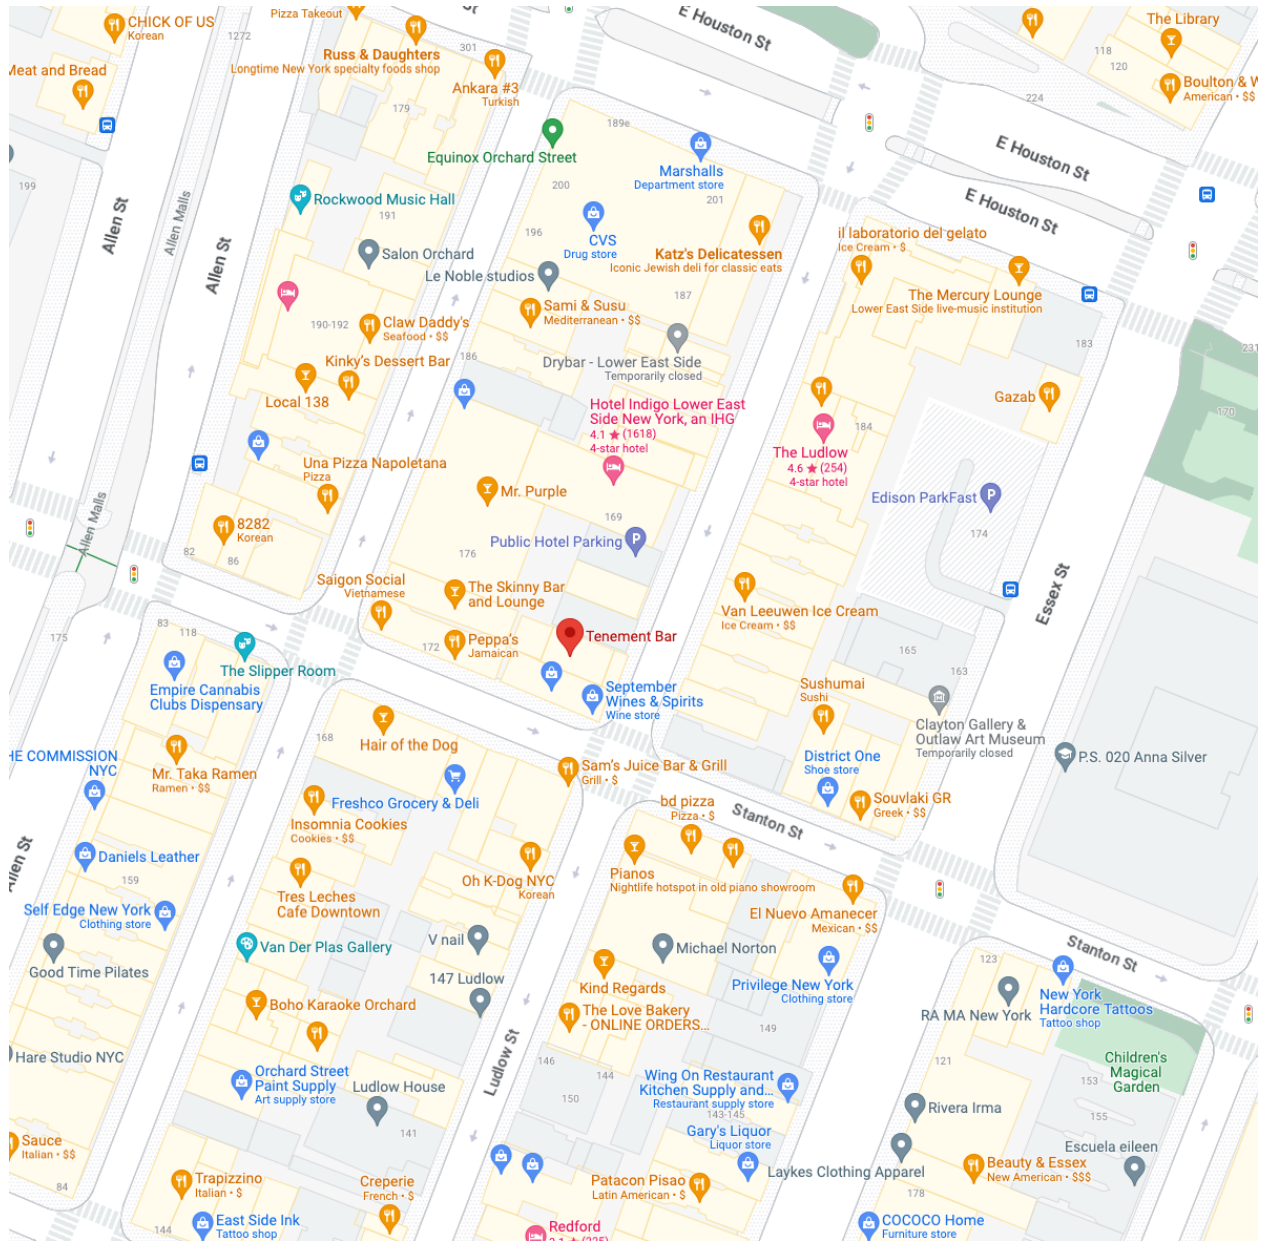 CHICK OF US
Korean
1272
Pizza Takeout
St
301
E Houston St
The Library
118
120
Meat and Bread
Russ & Daughters
Longtime New York specialty foods shop
Ankara #3
Turkish
179
Boulton & W
American • $$
224
189e
Equinox Orchard Street
Marshalls
Department store
E Houston St
199
Allen St
Allen Malls
Rockwood Music Hall
191
200
201
E Houston St
196
CVS
Drug store
Katz's Delicatessen
Iconic Jewish deli for classic eats
il laboratorio del gelato
Ice Cream • $
Allen St
Salon Orchard
Le Noble studios
187
The Mercury Lounge
Lower East Side live-music institution
Sami & Susu
Mediterranean • $$
190-192
Claw Daddy's
Seafood • $$
183
231
Kinky's Dessert Bar
186
Drybar - Lower East Side
Temporarily closed
Local 138
Gazab
170
Hotel Indigo Lower East
Side New York, an IHG
4.1 ★ (1618)
4-star hotel
184
The Ludlow
4.6 ★ (254)
4-star hotel
Una Pizza Napoletana
Pizza
Mr. Purple
Edison ParkFast
P
Allen Malls
8282
Korean
169
174
Public Hotel Parking
P
82
86
176
Saigon Social
Vietnamese
The Skinny Bar
and Lounge
Essex St
Van Leeuwen Ice Cream
Ice Cream • $$
83
118
175
172
Peppa's
Jamaican
Tenement Bar
165
163
The Slipper Room
Empire Cannabis
Clubs Dispensary
September
Wines & Spirits
Wine store
Sushumai
Sushi
Clayton Gallery &
Outlaw Art Museum
Temporarily closed
168
Hair of the Dog
HE COMMISSION
NYC
Mr. Taka Ramen
Ramen • $$
Sam's Juice Bar & Grill
Grill • $
District One
Shoe store
P.S. 020 Anna Silver
Freshco Grocery & Deli
bd pizza
Pizza • $
Souvlaki GR
Greek • $$
Stanton St
Insomnia Cookies
Cookies • $$
Allen St
Daniels Leather
159
Oh K-Dog NYC
Korean
Pianos
Nightlife hotspot in old piano showroom
Tres Leches
Cafe Downtown
Self Edge New York
Clothing store
El Nuevo Amanecer
Mexican • $$
Van Der Plas Gallery
V nail
Michael Norton
Stanton St
Good Time Pilates
147 Ludlow
Kind Regards
Privilege New York
Clothing store
123
RA MA New York
New York
Hardcore Tattoos
Tattoo shop
Boho Karaoke Orchard
The Love Bakery
- ONLINE ORDERS...
149
Hare Studio NYC
Ludlow St
146
144
121
Children's
Magical
Garden
Orchard Street
Paint Supply
Art supply store
Ludlow House
150
Wing On Restaurant
Kitchen Supply and...
Restaurant supply store
143-145
153
155
Rivera Irma
141
Gary's Liquor
Liquor store
Sauce
Italian • $$
Escuela eileen
Laykes Clothing Apparel
Beauty & Essex
New American • $$$
84
Trapizzino
Italian • $
Creperie
French • $
Patacon Pisao
Latin American • $
178
144
East Side Ink
Tattoo shop
Redford
COCOCO Home
Furniture store